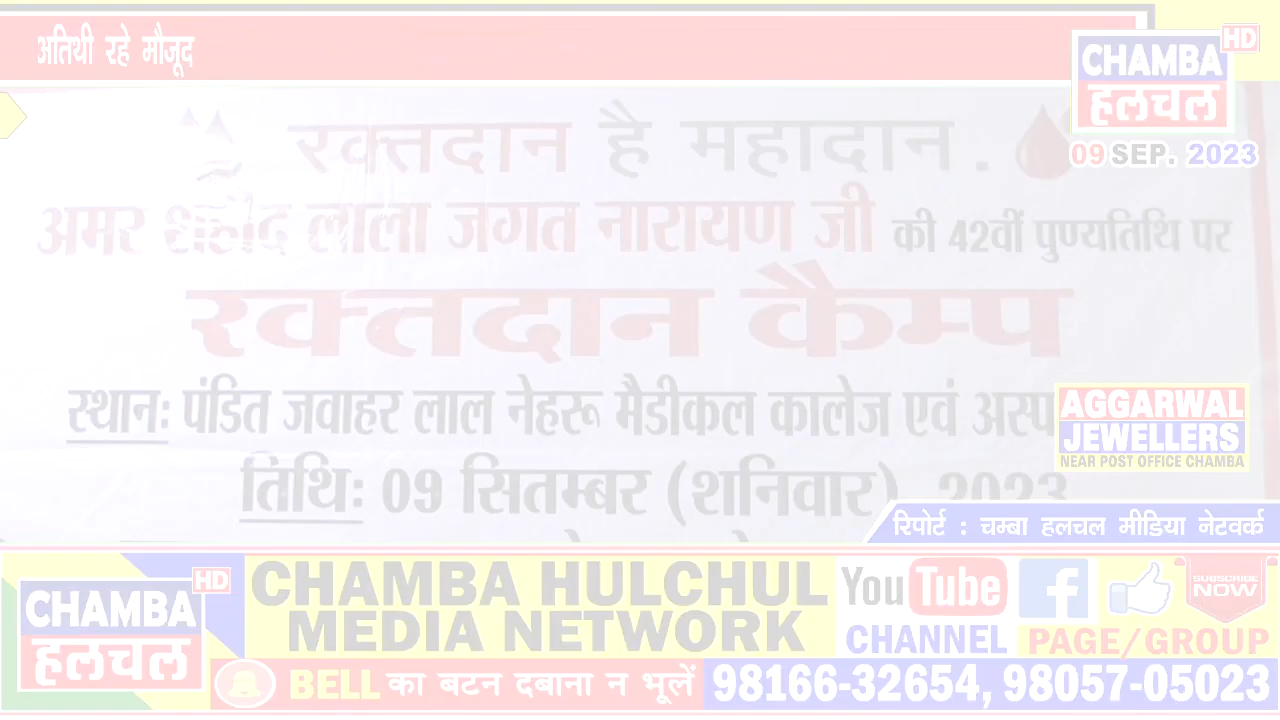 अतिथी रहे मौजूद
CHAMBA HD
हलचल
09 SEP. 2023
रक्तदान है महादान .
अमर शहीद लाला जगत नारायण जी की 42वीं पुण्यतिथि पर
रक्तदान कैम्प
स्थानः पंडित जवाहर लाल नेहरू मैडीकल कालेज एवं
तिथिः 09 सितम्बर (शनिवार), 2023
AGGARWAL
JEWELLERS
NEAR POST OFFICE CHAMBA
रिपोर्ट : चम्बा हलचल मीडिया नेटवर्क
CHAMBA HD
हलचल
CHAMBA HULCHUL
MEDIA NETWORK
YouTube
CHANNEL
f
PAGE/GROUP
SUBSCRIBE
NOW
BELL का बटन दबाना न भूलें
98166-32654, 98057-05023